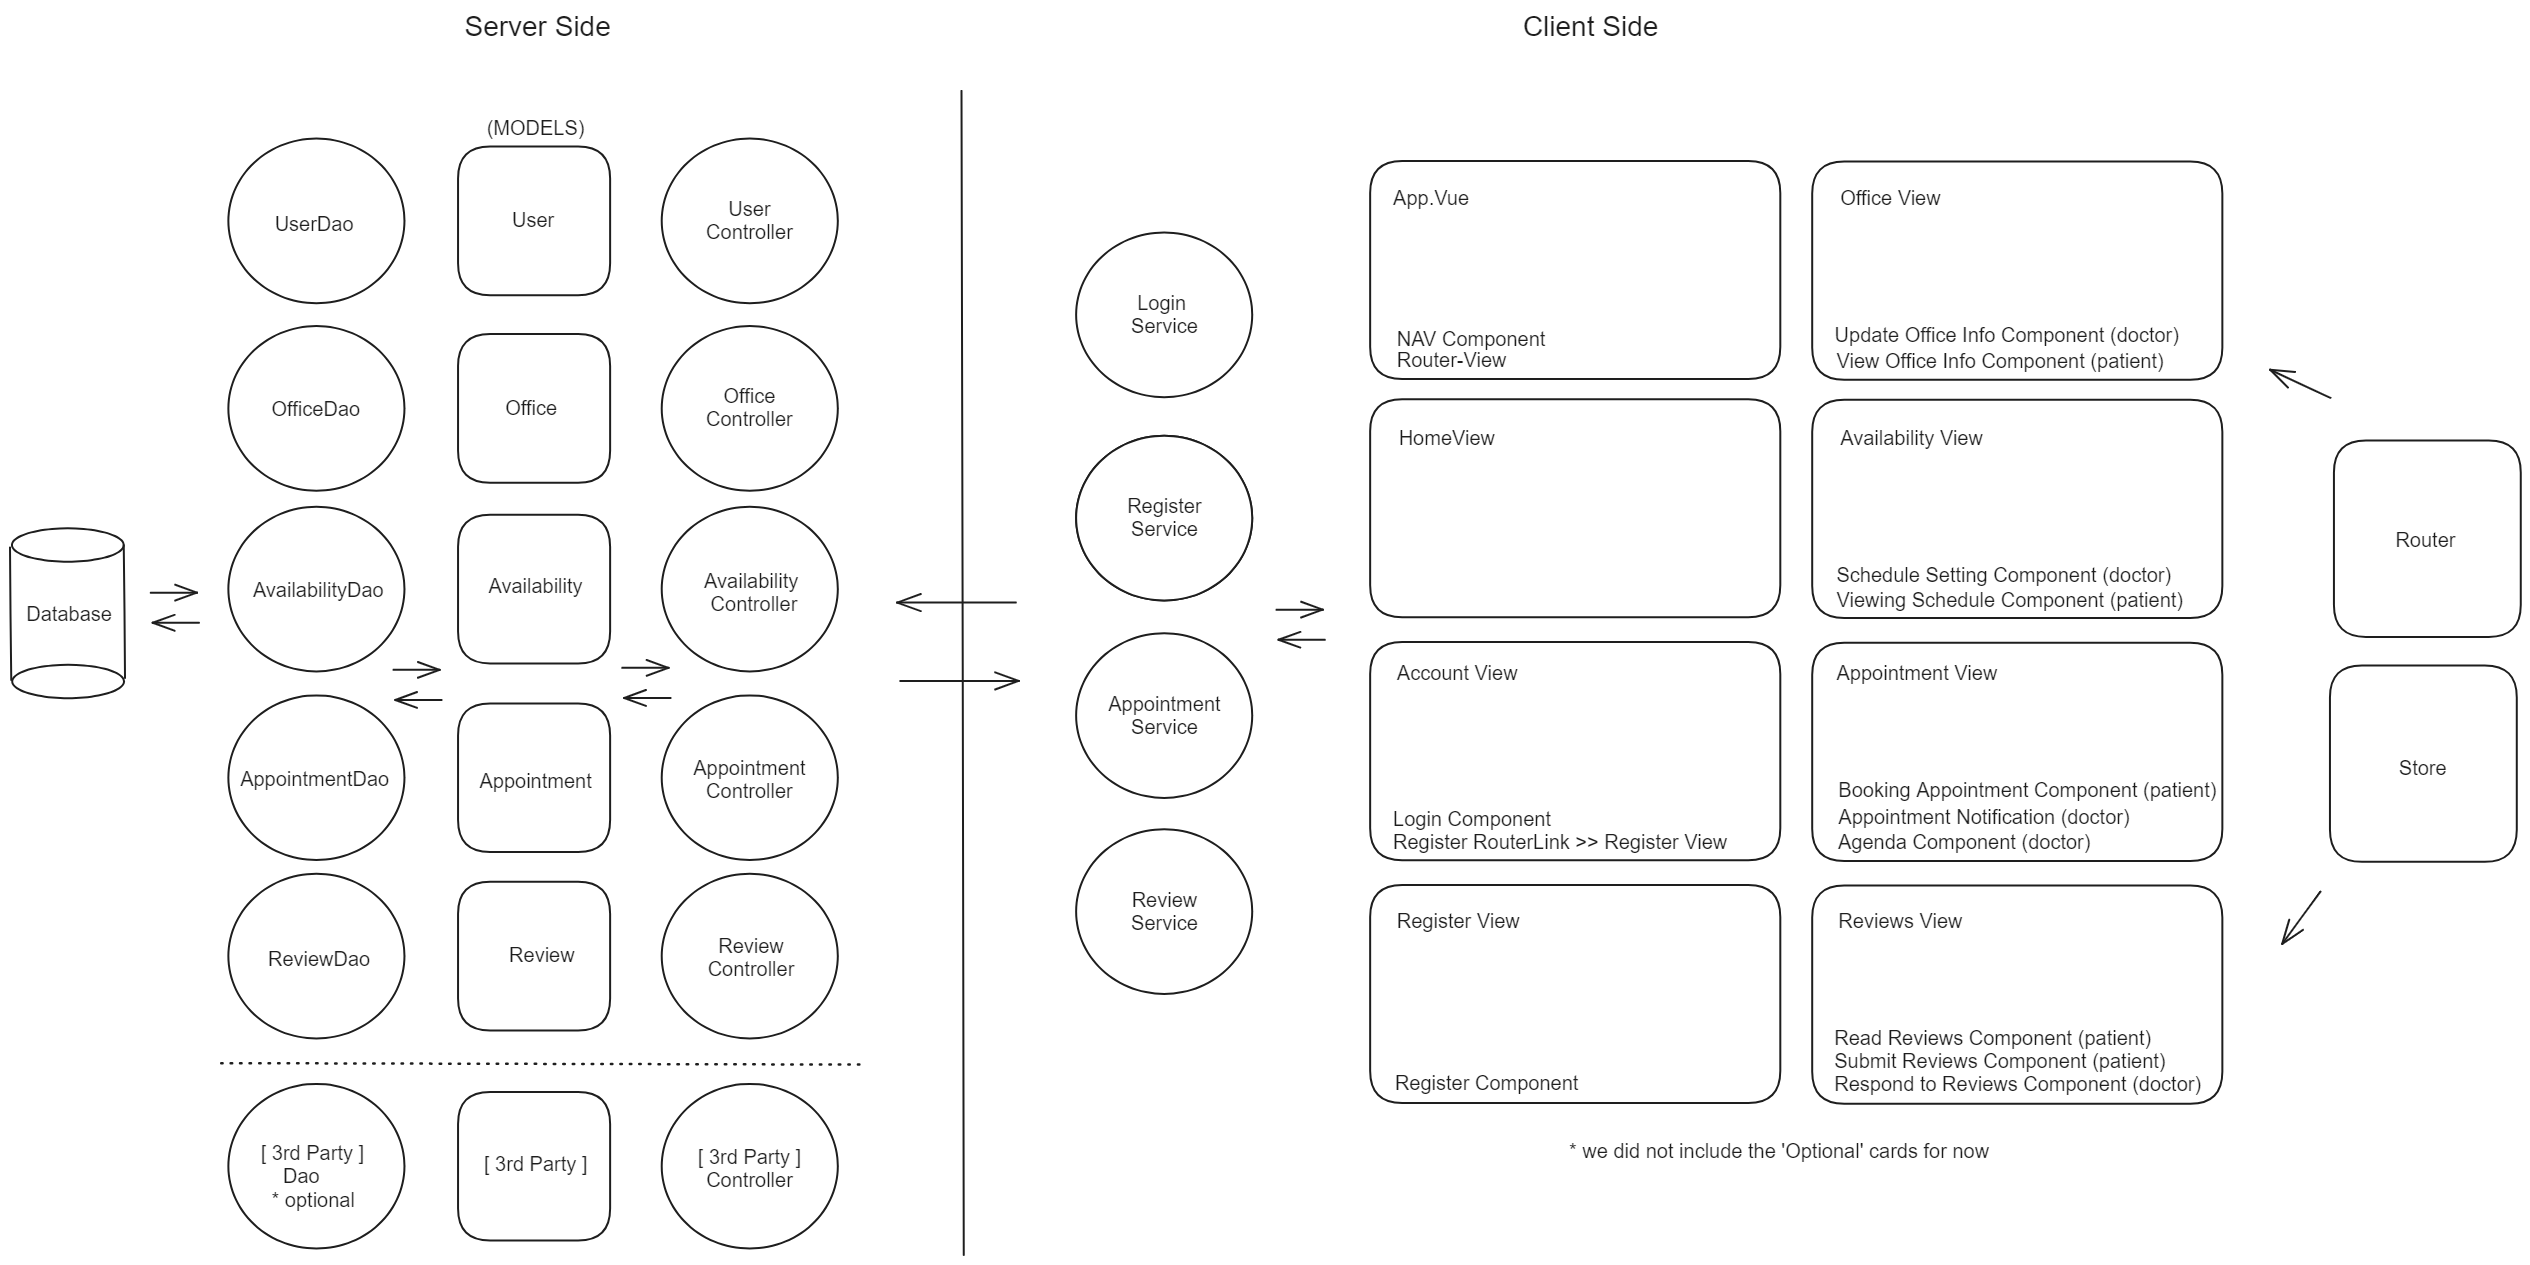 Server Side
Client Side
(MODELS)
UserDao
User
User
Controller
OfficeDao
Office
Office
Controller
Database
AvailabilityDao
Availability
Availability
Controller
AppointmentDao
Appointment
Appointment
Controller
ReviewDao
Review
Review
Controller
[ 3rd Party ]
Dao
* optional
[ 3rd Party ]
[ 3rd Party ]
Controller
Login
Service
Register
Service
Appointment
Service
Review
Service
App.Vue
NAV Component
Router-View
Office View
Update Office Info Component (doctor)
View Office Info Component (patient)
HomeView
Availability View
Schedule Setting Component (doctor)
Viewing Schedule Component (patient)
Account View
Login Component
Register RouterLink >> Register View
Appointment View
Booking Appointment Component (patient)
Appointment Notification (doctor)
Agenda Component (doctor)
Register View
Register Component
Reviews View
Read Reviews Component (patient)
Submit Reviews Component (patient)
Respond to Reviews Component (doctor)
Router
Store
* we did not include the 'Optional' cards for now